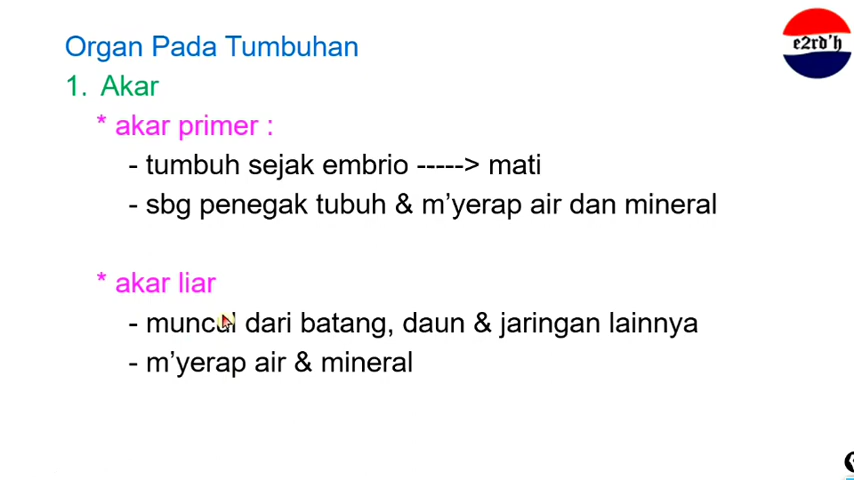 Organ Pada Tumbuhan
e2rd'h
1. Akar
* akar primer :
- tumbuh sejak embrio -----> mati
- sbg penegak tubuh & m’yerap air dan mineral
* akar liar
- muncul dari batang, daun & jaringan lainnya
- m’yerap air & mineral